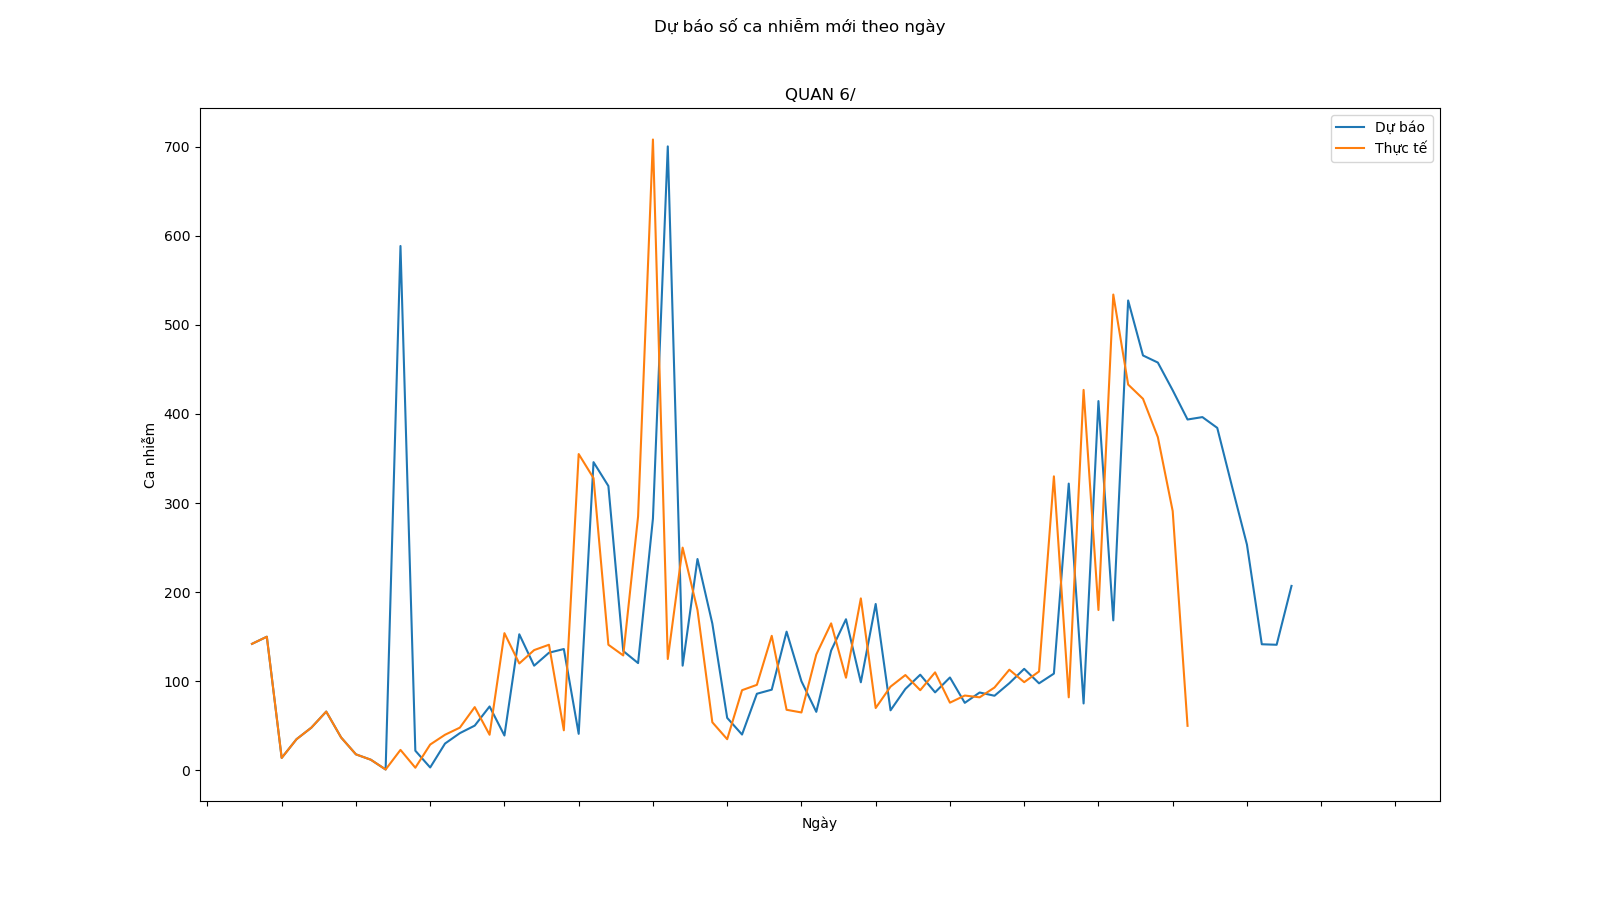 Dự báo số ca nhiễm mới theo ngày
QUAN 6/
Dự báo
Thực tế
700
600
500
400
300
200
100
0
Ca nhiễm
Ngày